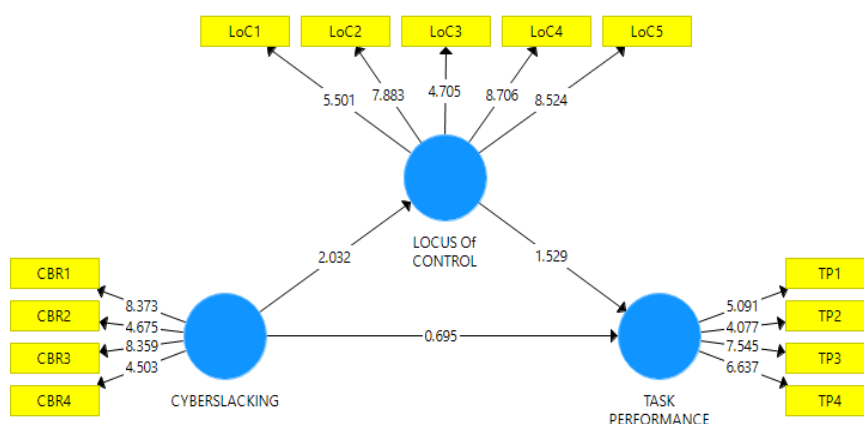 LoC1 LoC2 LoC3 LoC4 LoC5
5.501 7.883 4.705 8.706 8.524
LOCUS Of
CONTROL
2.032 1.529
CBR1
CBR2
CBR3
CBR4
8.373
4.675
8.359
4.503
CYBERSLACKING
0.695
5.091
4.077
7.545
6.637
TP1
TP2
TP3
TP4
TASK
PERFORMANCE